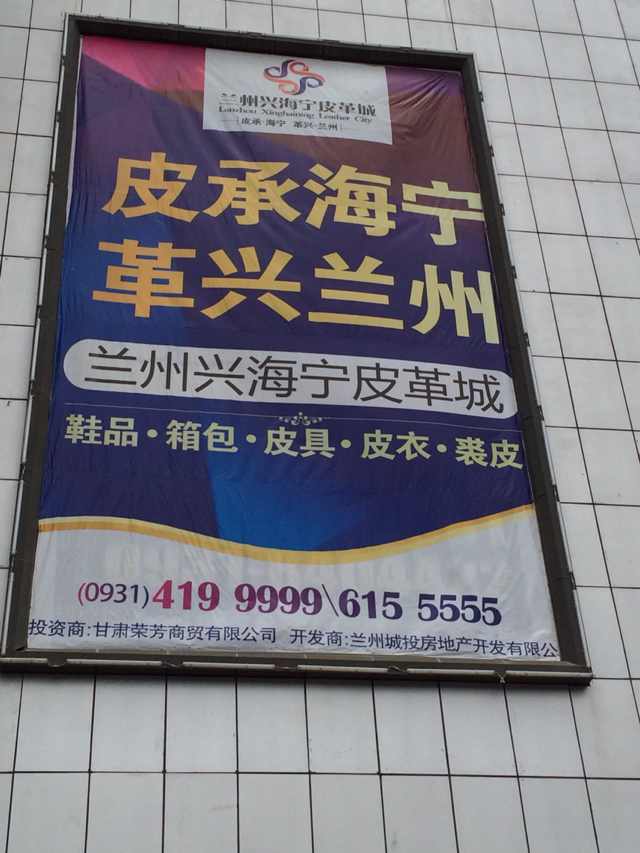 兰州兴海宁皮革城
Lanzhou Xinghaining Leather City
皮承·海宁 革兴·兰州
皮承海宁
革兴兰州
兰州兴海宁皮革城
鞋品·箱包·皮具·皮衣·裘皮
(0931)419 9999\615 5555
投资商:甘肃荣芳商贸有限公司 开发商:兰州城投房地产开发有限公